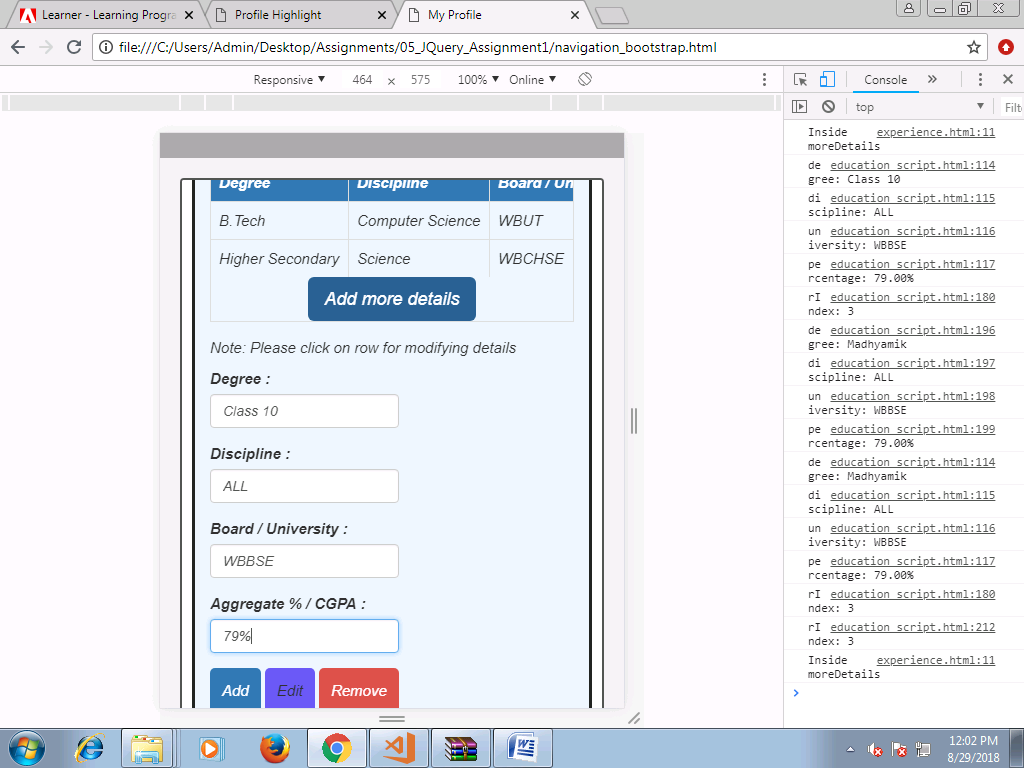 Learner - Learning Progra
Profile Highlight
My Profile
file:///C:/Users/Admin/Desktop/Assignments/05_JQuery_Assignment1/navigation_bootstrap.html
Responsive ▼ 464 × 575 100% ▼ Online ▼
Console »
top ▼ Filt
Degree Discipline Board / Un
B.Tech Computer Science WBUT
Higher Secondary Science WBCHSE
Add more details
Note: Please click on row for modifying details
Degree :
Class 10
Discipline :
ALL
Board / University :
WBBSE
Aggregate % / CGPA :
79%
Add Edit Remove
Inside experience.html:11
moreDetails
de education script.html:114
gree: Class 10
di education script.html:115
scipline: ALL
un education script.html:116
iversity: WBBSE
pe education script.html:117
rcentage: 79.00%
rI education script.html:180
ndex: 3
de education script.html:196
gree: Madhyamik
di education script.html:197
scipline: ALL
un education script.html:198
iversity: WBBSE
pe education script.html:199
rcentage: 79.00%
de education script.html:114
gree: Madhyamik
di education script.html:115
scipline: ALL
un education script.html:116
iversity: WBBSE
pe education script.html:117
rcentage: 79.00%
rI education script.html:180
ndex: 3
rI education script.html:212
ndex: 3
Inside experience.html:11
moreDetails
12:02 PM
8/29/2018